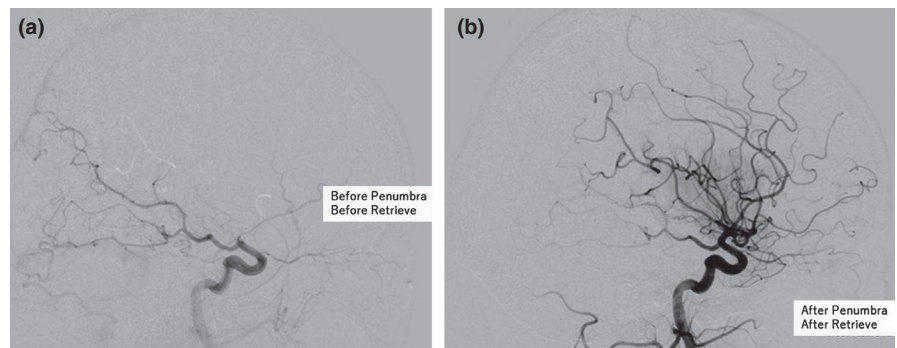 (a)
Before Penumbra
Before Retrieve
(b)
After Penumbra
After Retrieve